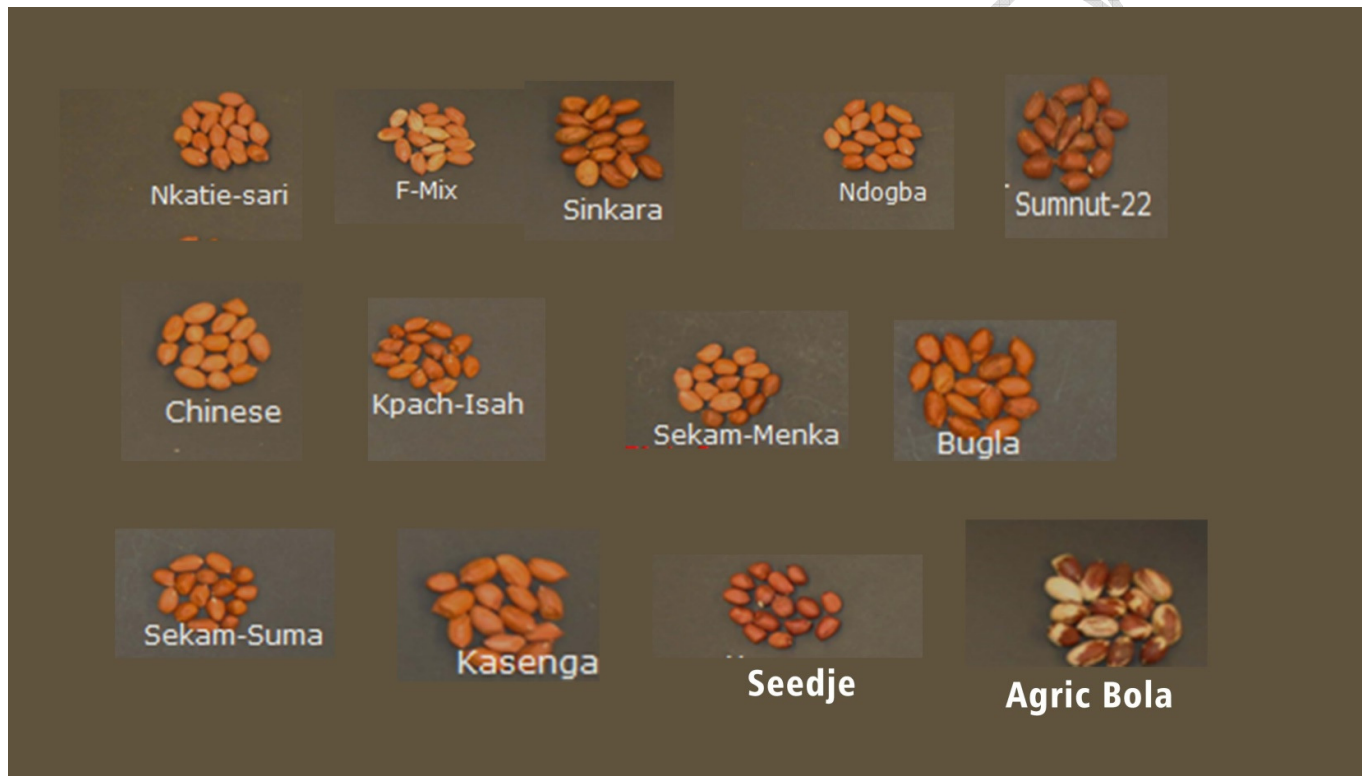 Nkatie-sari
F-Mix
Sinkara
Ndogba
Sumnut-22
Chinese
Kpach-Isah
Sekam-Menka
Bugla
Sekam-Suma
Kasenga
Seedje
Agric Bola